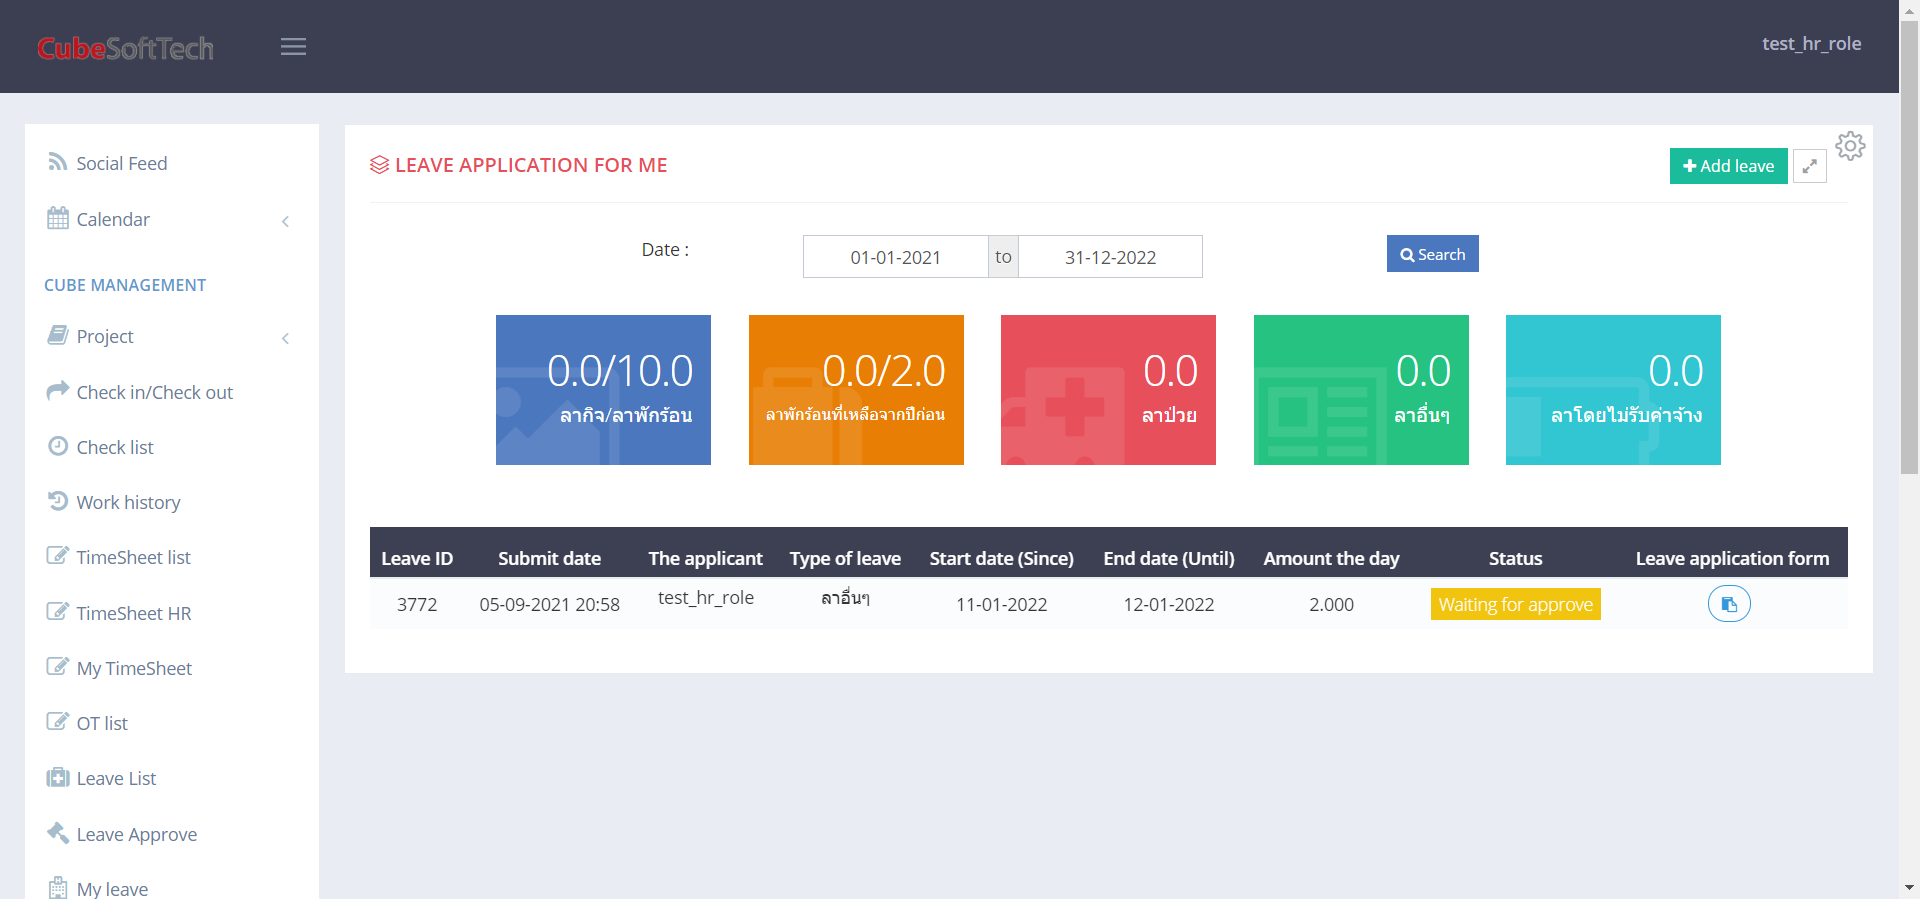 CubeSoftTech
test_hr_role
Social Feed
Calendar
CUBE MANAGEMENT
Project
Check in/Check out
Check list
Work history
TimeSheet list
TimeSheet HR
My TimeSheet
OT list
Leave List
Leave Approve
My leave
LEAVE APPLICATION FOR ME
Add leave
Date : 01-01-2021 to 31-12-2022 Search
0.0/10.0
ลากิจ/ลาพักร้อน
0.0/2.0
ลาพักร้อนที่เหลือจากปีก่อน
0.0
ลาป่วย
0.0
ลาอื่นๆ
0.0
ลาโดยไม่รับค่าจ้าง
Leave ID Submit date The applicant Type of leave Start date (Since) End date (Until) Amount the day Status Leave application form
3772 05-09-2021 20:58 test_hr_role ลาอื่นๆ 11-01-2022 12-01-2022 2.000 Waiting for approve